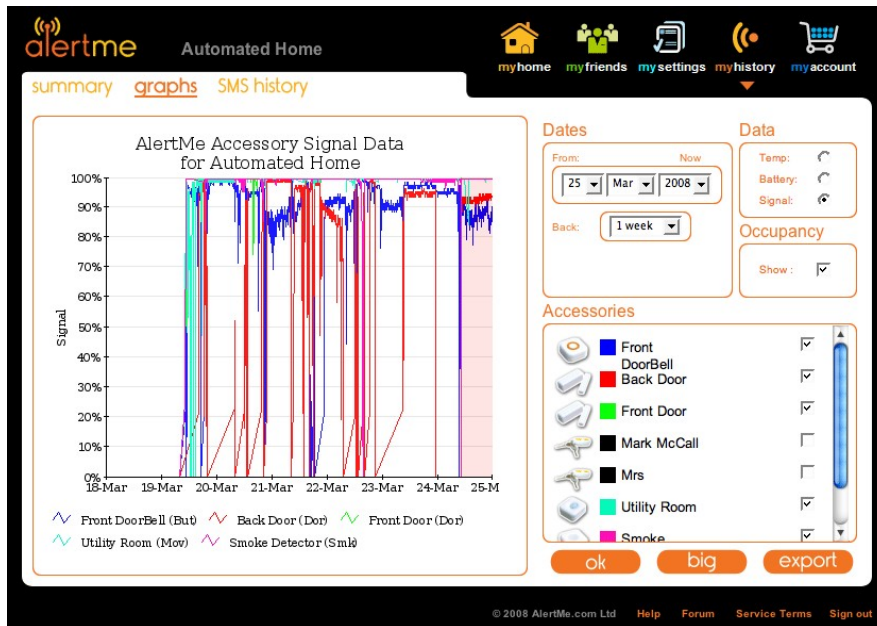 alertme
Automated Home
myhome myfriends mysettings myhistory myaccount
summary graphs SMS history
AlertMe Accessory Signal Data
for Automated Home
100%
90%
80%
70%
60%
50%
40%
30%
20%
10%
0%
Signal
18-Mar 19-Mar 20-Mar 21-Mar 22-Mar 23-Mar 24-Mar 25-M
Front DoorBell (But) Back Door (Dor) Front Door (Dor)
Utility Room (Mov) Smoke Detector (Smk)
Dates
From: Now
25 Mar 2008
Back: 1 week
Data
Temp:
Battery:
Signal:
Occupancy
Show :
Accessories
Front
DoorBell
Back Door
Front Door
Mark McCall
Mrs
Utility Room
Smoke
ok big export
© 2008 AlertMe.com Ltd Help Forum Service Terms Sign out